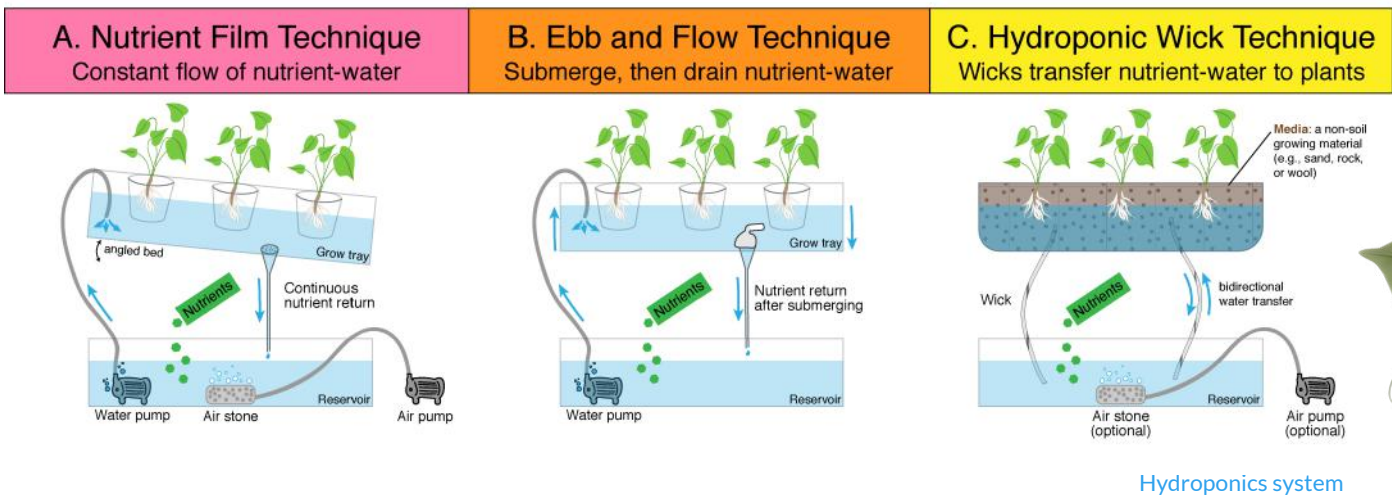 A. Nutrient Film Technique
Constant flow of nutrient-water
B. Ebb and Flow Technique
Submerge, then drain nutrient-water
C. Hydroponic Wick Technique
Wicks transfer nutrient-water to plants
angled bed
Grow tray
Nutrients
Continuous
nutrient return
Reservoir
Water pump
Air stone
Air pump
Grow tray
Nutrients
Nutrient return
after submerging
Reservoir
Water pump
Media: a non-soil
growing material
(e.g., sand, rock,
or wool)
Wick
Nutrients
bidirectional
water transfer
Reservoir
Air stone
(optional)
Air pump
(optional)
Hydroponics system